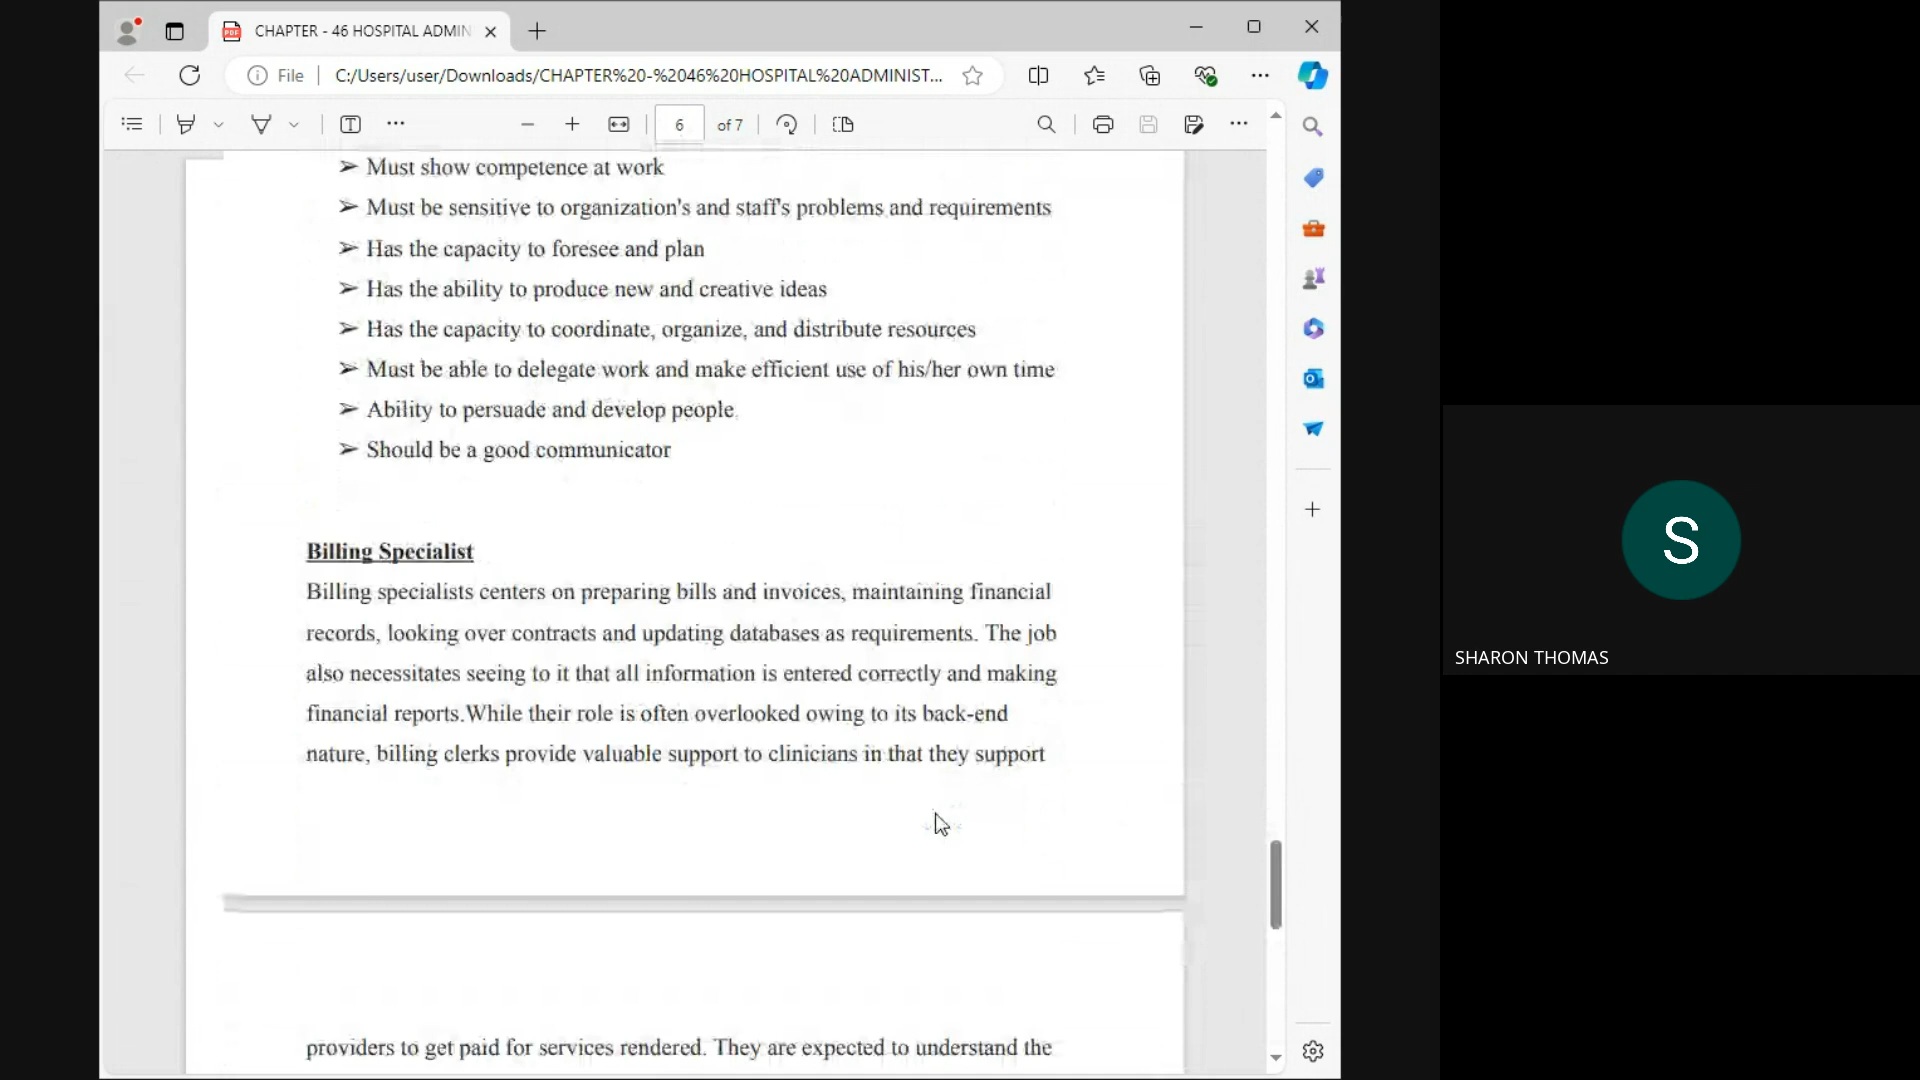 CHAPTER - 46 HOSPITAL ADMIN
File
C:/Users/user/Downloads/CHAPTER%20-%2046%20HOSPITAL%20ADMINIST...
6 of 7
➢ Must show competence at work
➢ Must be sensitive to organization's and staff's problems and requirements
➢ Has the capacity to foresee and plan
➢ Has the ability to produce new and creative ideas
➢ Has the capacity to coordinate, organize, and distribute resources
➢ Must be able to delegate work and make efficient use of his/her own time
➢ Ability to persuade and develop people
➢ Should be a good communicator
Billing Specialist
Billing specialists centers on preparing bills and invoices, maintaining financial
records, looking over contracts and updating databases as requirements. The job
also necessitates seeing to it that all information is entered correctly and making
financial reports.While their role is often overlooked owing to its back-end
nature, billing clerks provide valuable support to clinicians in that they support
providers to get paid for services rendered. They are expected to understand the
S
SHARON THOMAS